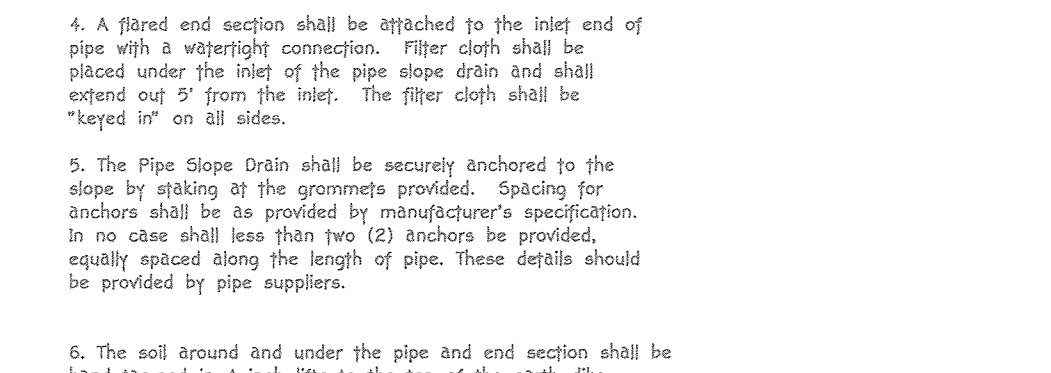 4. A flared end section shall be attached to the inlet end of
pipe with a watertight connection. Filter cloth shall be
placed under the inlet of the pipe slope drain and shall
extend out 5' from the inlet. The filter cloth shall be
"keyed in" on all sides.
5. The Pipe Slope Drain shall be securely anchored to the
slope by staking at the grommets provided. Spacing for
anchors shall be as provided by manufacturer's specification.
In no case shall less than two (2) anchors be provided,
equally spaced along the length of pipe. These details should
be provided by pipe suppliers.
6. The soil around and under the pipe and end section shall be